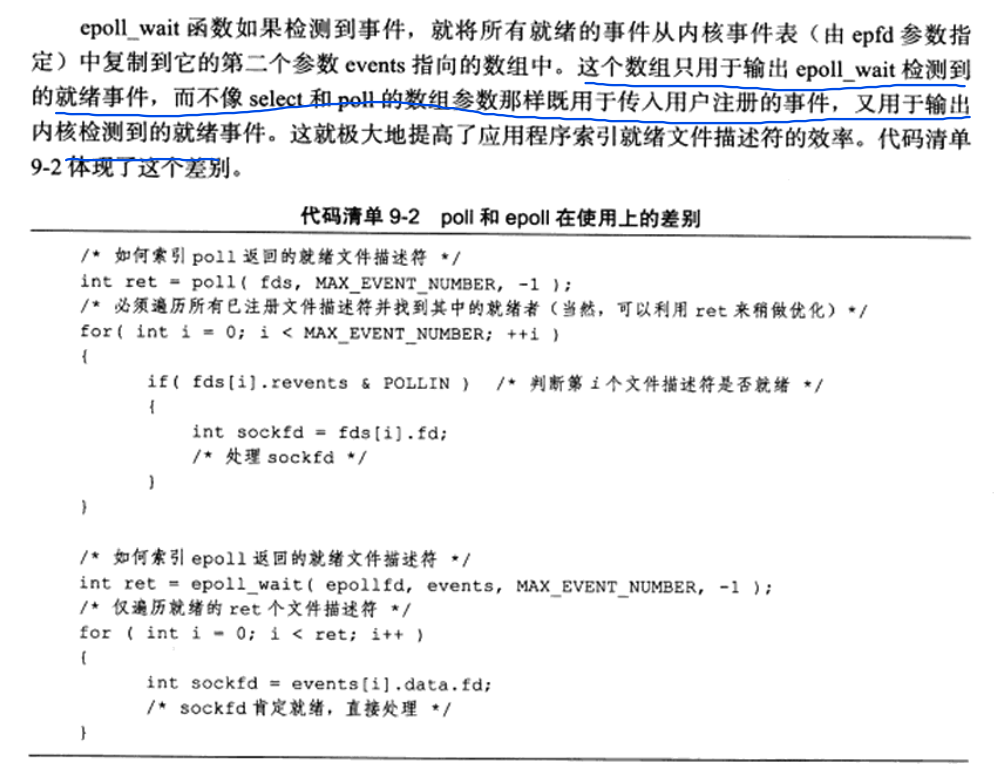 epoll_wait 函数如果检测到事件，就将所有就绪的事件从内核事件表（由 epfd 参数指
定）中复制到它的第二个参数 events 指向的数组中。这个数组只用于输出 epoll_wait 检测到
的就绪事件，而不像 select 和 poll 的数组参数那样既用于传入用户注册的事件，又用于输出
内核检测到的就绪事件。这就极大地提高了应用程序索引就绪文件描述符的效率。代码清单
9-2 体现了这个差别。
代码清单 9-2 poll 和 epoll 在使用上的差别
/* 如何索引 poll 返回的就绪文件描述符 */
int ret = poll( fds, MAX_EVENT_NUMBER, -1 );
/* 必须遍历所有已注册文件描述符并找到其中的就绪者（当然，可以利用 ret 来稍做优化）*/
for( int i = 0; i < MAX_EVENT_NUMBER; ++i )
{
if( fds[i].revents & POLLIN ) /* 判断第 i 个文件描述符是否就绪 */
{
int sockfd = fds[i].fd;
/* 处理 sockfd */
}
}
/* 如何索引 epoll 返回的就绪文件描述符 */
int ret = epoll_wait( epollfd, events, MAX_EVENT_NUMBER, -1 );
/* 仅遍历就绪的 ret 个文件描述符 */
for ( int i = 0; i < ret; i++ )
{
int sockfd = events[i].data.fd;
/* sockfd 肯定就绪，直接处理 */
}